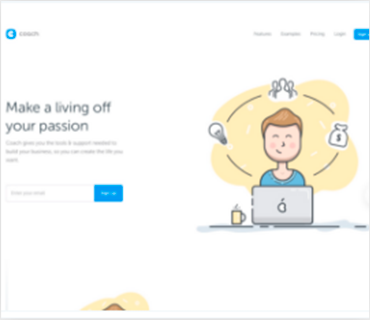 coach
Features Examples Pricing Login Sign
Make a living off
your passion
Coach gives you the tools & support needed to
build your business, so you can create the life you
want.
Enter your email Sign Up
$